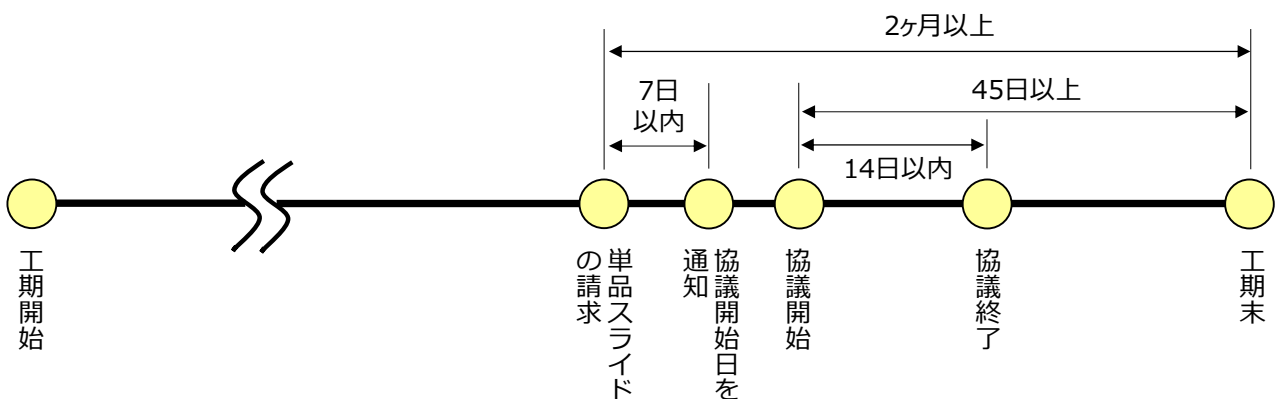 2ヶ月以上
7日
以内
45日以上
14日以内
工期開始
単品スライド
の請求
協議開始日を
通知
協議開始
協議終了
工期末